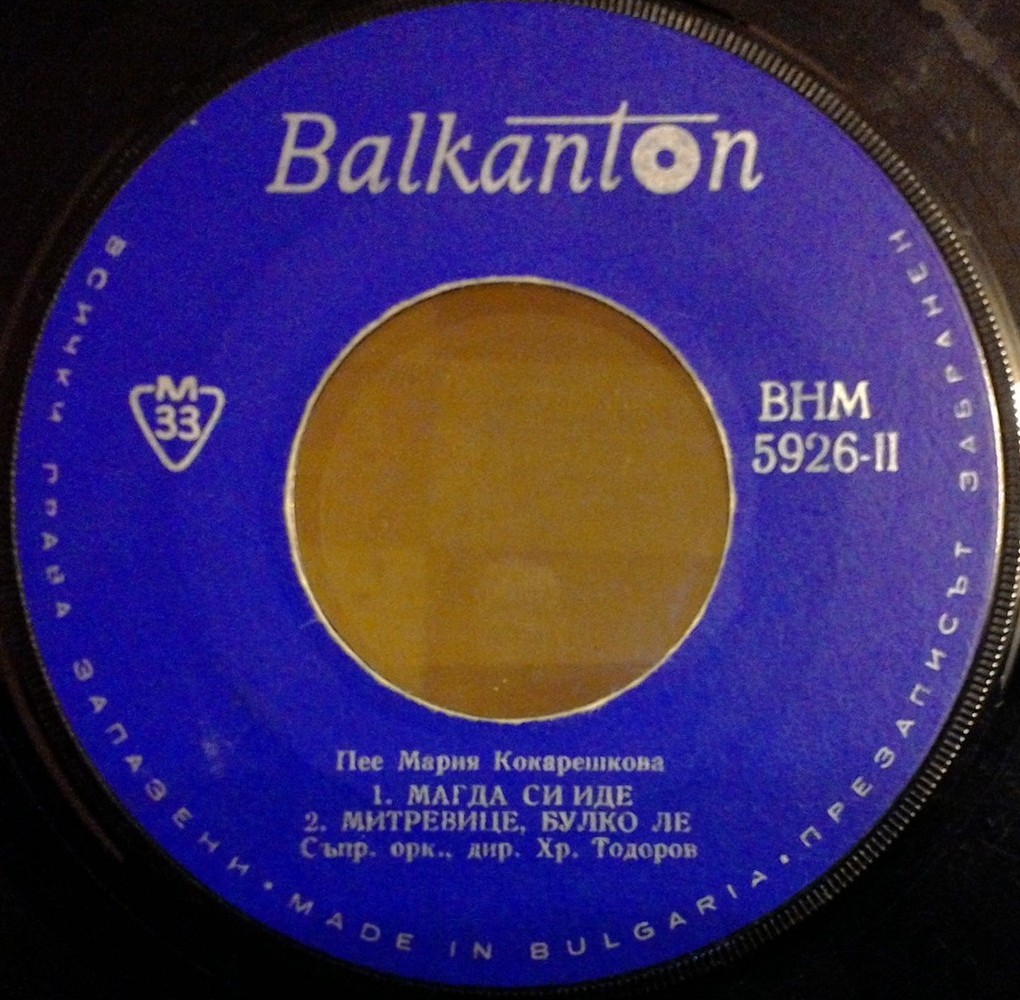 Balkanton
M
33
ВНМ
5926-II
Пее Мария Кокарешкова
1. МАГДА СИ ИДЕ
2. МИТРЕВИЦЕ, БУЛКО ЛЕ
Съпр. орк., дир. Хр. Тодоров
ВСИЧКИ ПРАВА ЗАПАЗЕНИ • MADE IN BULGARIA • ПРЕЗАПИСЪТ ЗАБРАНЕН